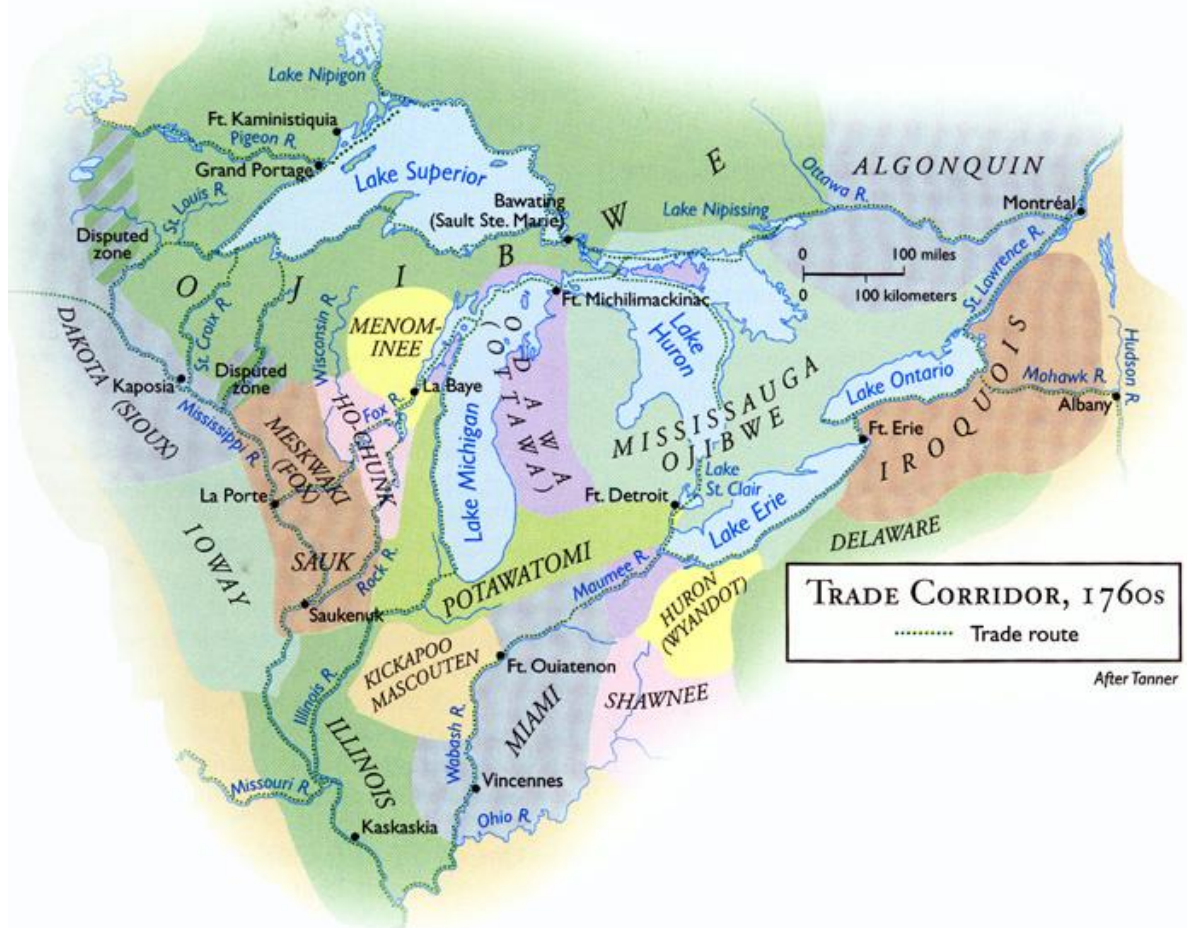 Lake Nipigon
Ft. Kaministiquia
Pigeon R.
Grand Portage
Lake Superior
St. Louis R.
Bawating
(Sault Ste. Marie)
Disputed
zone
OJIBWE
Lake Nipissing
Ottawa R.
ALGONQUIN
Montréal
St. Lawrence R.
0 100 miles
0 100 kilometers
Ft. Michilimackinac
Lake
Huron
MENOM-
INEE
ODAWA
(OTTAWA)
Wisconsin R.
St. Croix R.
DAKOTA
(SIOUX)
Kaposia
Disputed
zone
Mississippi R.
La Baye
Fox R.
HO-CHUNK
MESKWAKI
(FOX)
Lake Michigan
MISSISSAUGA
OJIBWE
Lake Ontario
Mohawk R.
Hudson R.
Albany
IROQUOIS
Ft. Erie
Lake
St. Clair
Ft. Detroit
Lake Erie
La Porte
IOWAY
SAUK
Rock R.
Saukenuk
POTAWATOMI
Maumee R.
DELAWARE
HURON
(WYANDOT)
KICKAPOO
MASCOUTEN
Ft. Ouiatenon
SHAWNEE
MIAMI
Wabash R.
Illinois R.
ILLINOIS
Missouri R.
Vincennes
Kaskaskia
Ohio R.
TRADE CORRIDOR, 1760s
Trade route
After Tanner